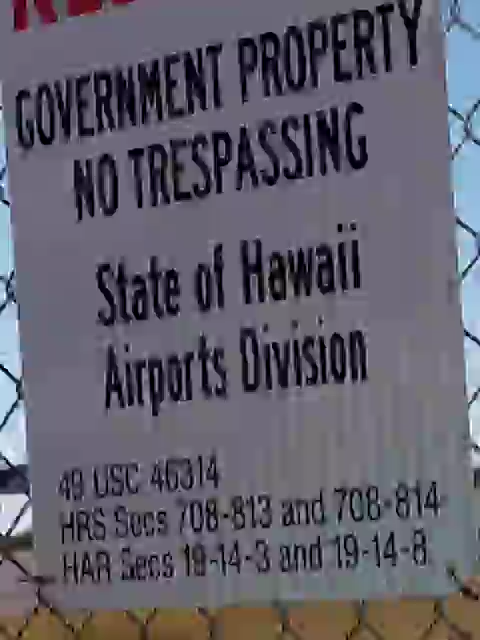 GOVERNMENT PROPERTY
NO TRESPASSING
State of Hawaii
Airports Division
49 USC 46314
HRS Secs 708-813 and 708-814
HAR Secs 19-14-3 and 19-14-8